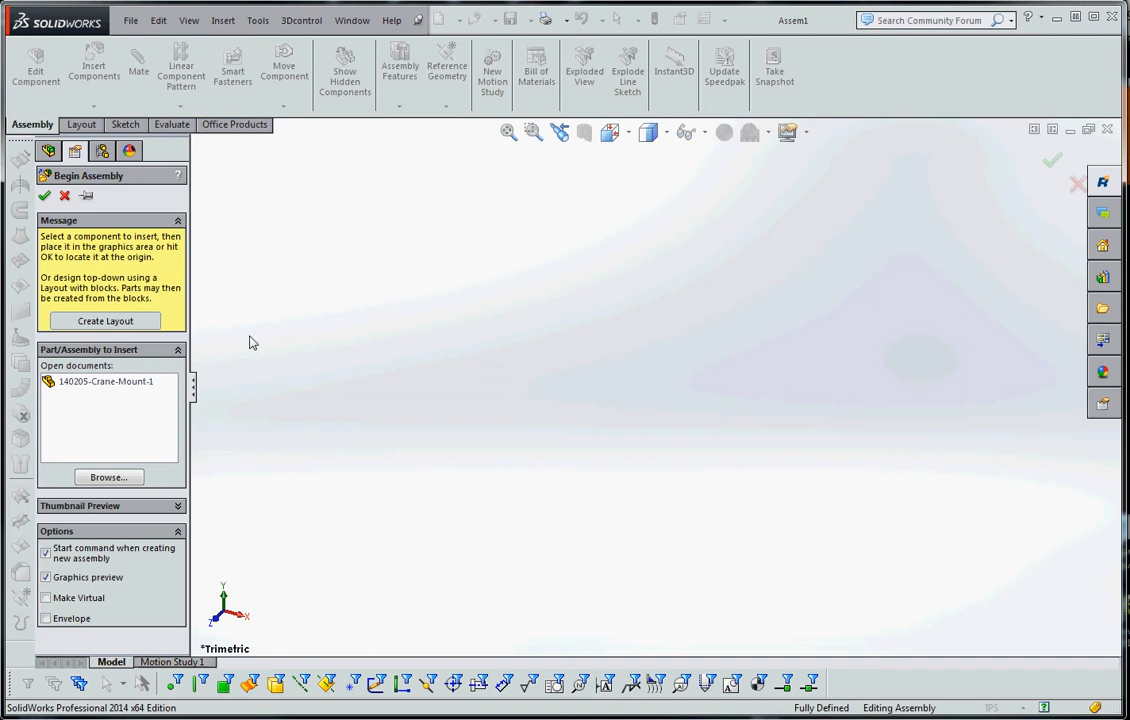 SOLIDWORKS
File Edit View Insert Tools 3Dcontrol Window Help
Assem1
Search Community Forum
Edit Component
Insert Components
Mate
Linear Component Pattern
Smart Fasteners
Move Component
Show Hidden Components
Assembly Features
Reference Geometry
New Motion Study
Bill of Materials
Exploded View
Explode Line Sketch
Instant3D
Update Speedpak
Take Snapshot
Assembly Layout Sketch Evaluate Office Products
Begin Assembly ?
Message
Select a component to insert, then
place it in the graphics area or hit
OK to locate it at the origin.
Or design top-down using a
Layout with blocks. Parts may then
be created from the blocks.
Create Layout
Part/Assembly to Insert
Open documents:
140205-Crane-Mount-1
Browse...
Thumbnail Preview
Options
Start command when creating
new assembly
Graphics preview
Make Virtual
Envelope
Y
X
Z
*Trimetric
Model Motion Study 1
SolidWorks Professional 2014 x64 Edition
Fully Defined Editing Assembly IPS